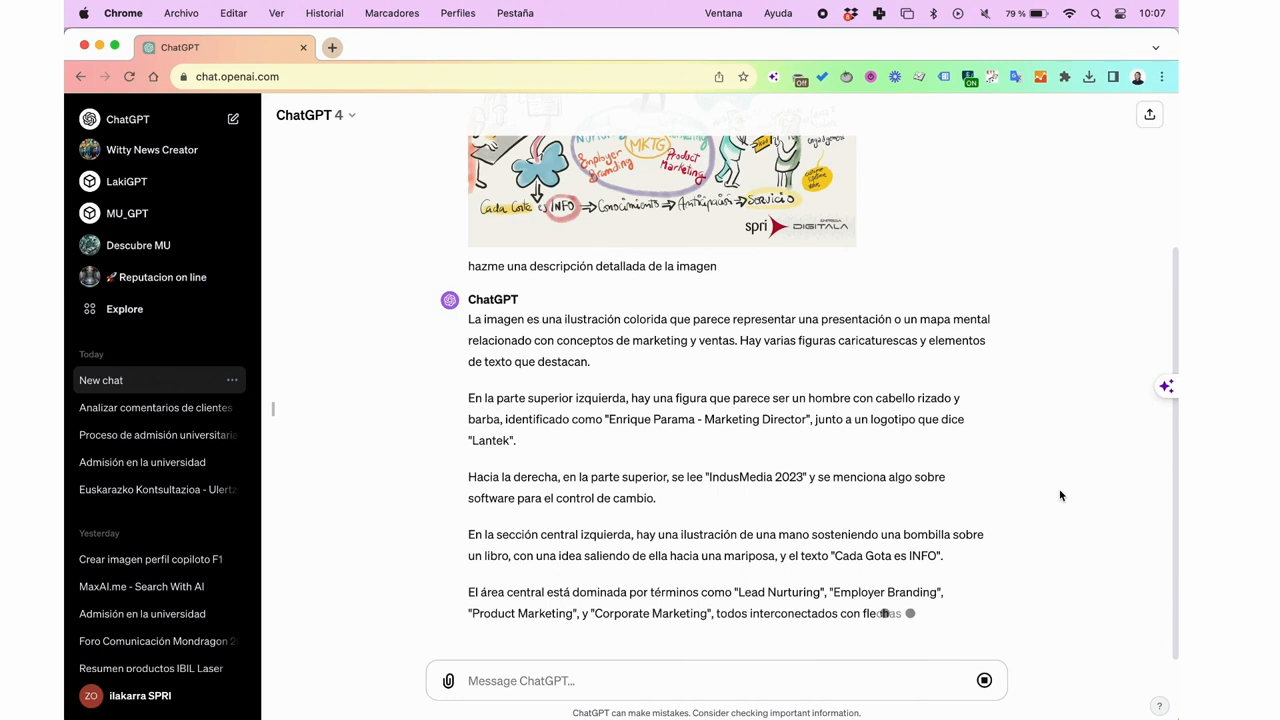 Chrome Archivo Editar Ver Historial Marcadores Perfiles Pestaña Ventana Ayuda 79 % 10:07
ChatGPT
chat.openai.com
Off
ON
ChatGPT
Witty News Creator
LakiGPT
MU_GPT
Descubre MU
🚀 Reputacion on line
Explore
Today
New chat
Analizar comentarios de clientes
Proceso de admisión universitaria
Admisión en la universidad
Euskarazko Kontsultazioa - Ulert
Yesterday
Crear imagen perfil copiloto F1
MaxAI.me - Search With AI
Admisión en la universidad
Foro Comunicación Mondragon 2
Resumen productos IBIL Laser
ZO ilakarra SPRI
ChatGPT 4
MKTG
Employer Branding
Product Marketing
Cada Gota es INFO Conocimiento Anticipación Servicio
spri EMPRESA DIGITALA
hazme una descripción detallada de la imagen
ChatGPT
La imagen es una ilustración colorida que parece representar una presentación o un mapa mental
relacionado con conceptos de marketing y ventas. Hay varias figuras caricaturescas y elementos
de texto que destacan.
En la parte superior izquierda, hay una figura que parece ser un hombre con cabello rizado y
barba, identificado como "Enrique Parama - Marketing Director", junto a un logotipo que dice
"Lantek".
Hacia la derecha, en la parte superior, se lee "IndusMedia 2023" y se menciona algo sobre
software para el control de cambio.
En la sección central izquierda, hay una ilustración de una mano sosteniendo una bombilla sobre
un libro, con una idea saliendo de ella hacia una mariposa, y el texto "Cada Gota es INFO".
El área central está dominada por términos como "Lead Nurturing", "Employer Branding",
"Product Marketing", y "Corporate Marketing", todos interconectados con flechas
Message ChatGPT...
ChatGPT can make mistakes. Consider checking important information.
?